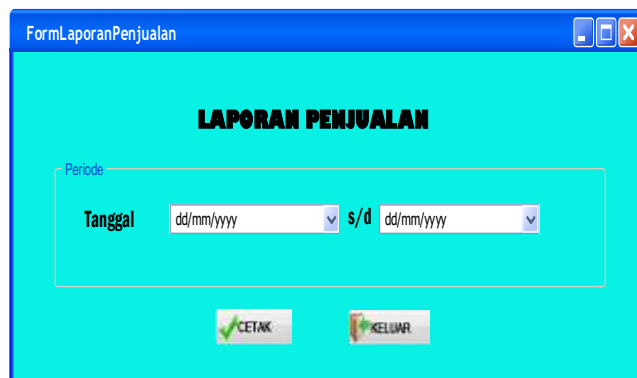 FormLaporanPenjualan
LAPORAN PENJUALAN
Periode
Tanggal dd/mm/yyyy s/d dd/mm/yyyy
CETAK KELUAR